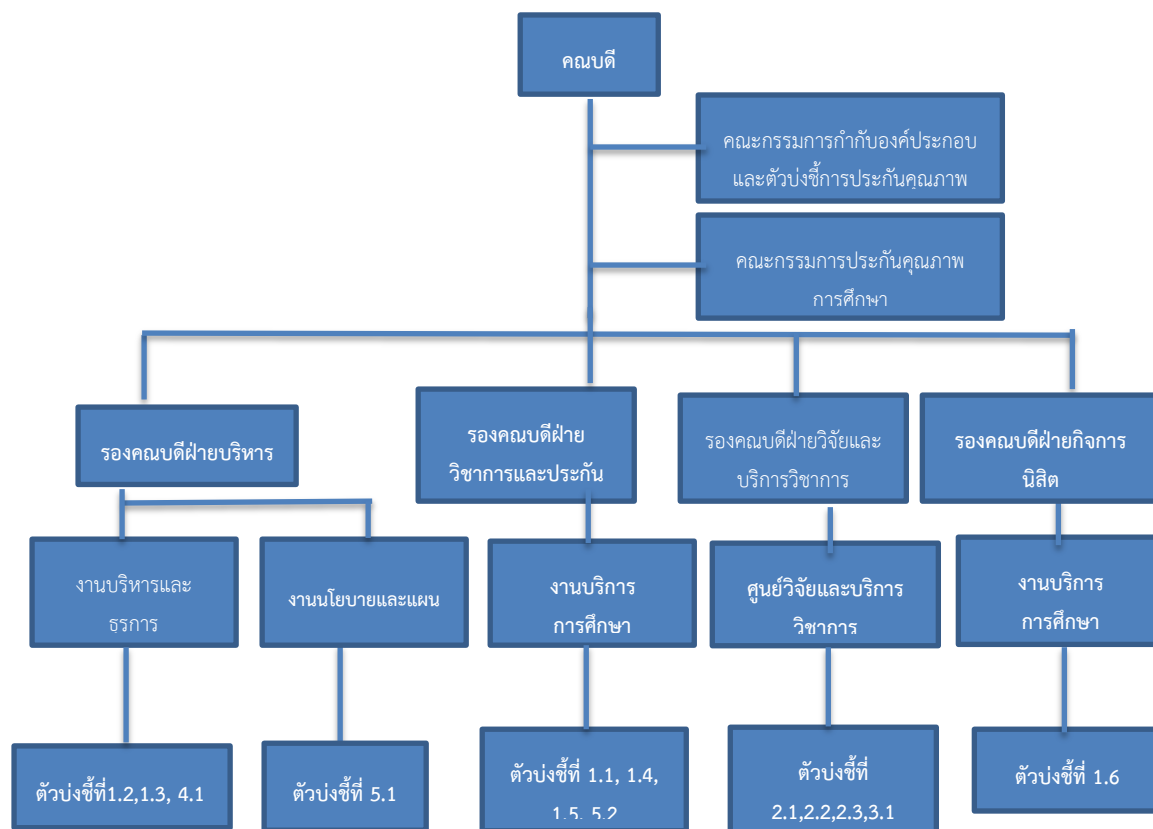 คณบดี
คณะกรรมการกำกับองค์ประกอบ
และตัวบ่งชี้การประกันคุณภาพ
คณะกรรมการประกันคุณภาพ
การศึกษา
รองคณบดีฝ่ายบริหาร
รองคณบดีฝ่าย
วิชาการและประกัน
รองคณบดีฝ่ายวิจัยและ
บริการวิชาการ
รองคณบดีฝ่ายกิจการ
นิสิต
งานบริหารและ
ธรการ
งานนโยบายและแผน
งานบริการ
การศึกษา
ศูนย์วิจัยและบริการ
วิชาการ
งานบริการ
การศึกษา
ตัวบ่งชี้ที่1.2,1.3, 4.1
ตัวบ่งชี้ที่ 5.1
ตัวบ่งชี้ที่ 1.1, 1.4,
1.5, 5.2
ตัวบ่งชี้ที่
2.1,2.2,2.3,3.1
ตัวบ่งชี้ที่ 1.6